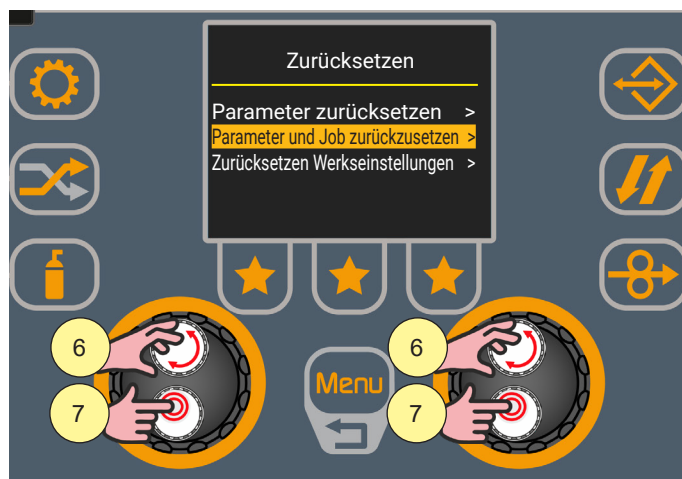 Zurücksetzen
Parameter zurücksetzen >
Parameter und Job zurückzusetzen >
Zurücksetzen Werkseinstellungen >
6
6
7
7
Menu